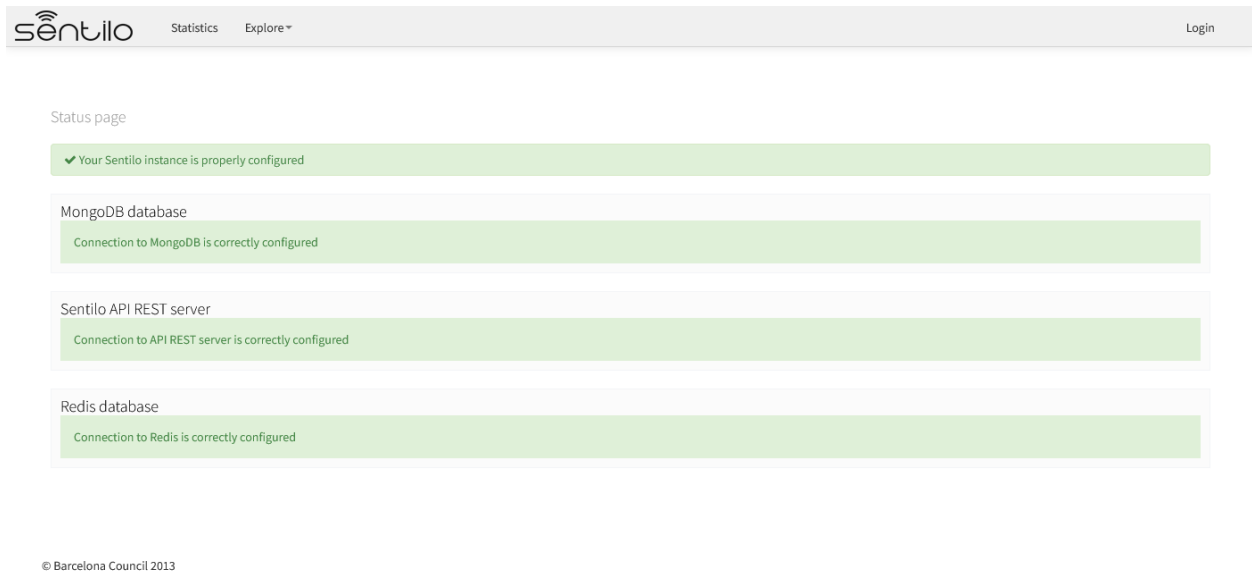 sentilo
Statistics
Explore
Login
Status page
Your Sentilo instance is properly configured
MongoDB database
Connection to MongoDB is correctly configured
Sentilo API REST server
Connection to API REST server is correctly configured
Redis database
Connection to Redis is correctly configured
© Barcelona Council 2013